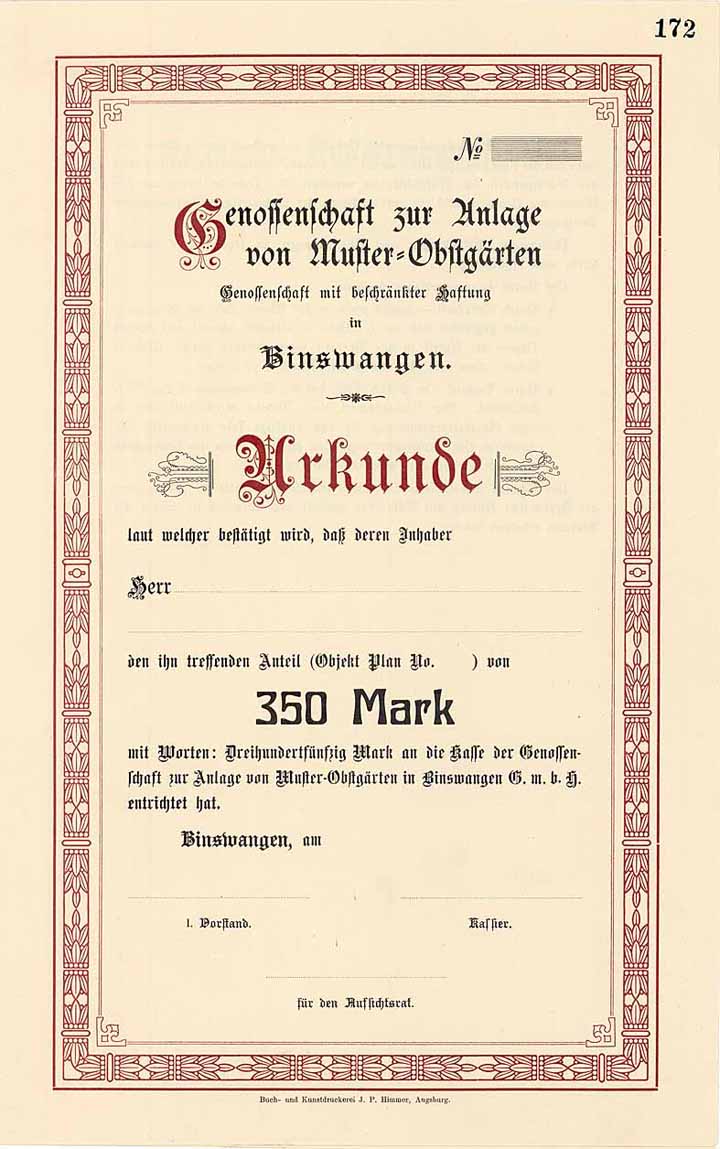 172
No
Genossenschaft zur Anlage
von Muster-Obstgärten
Genossenschaft mit beschränkter Haftung
in
Binswangen.
Urkunde
laut welcher bestätigt wird, daß deren Inhaber
Herr
den ihn treffenden Anteil (Objekt Plan No. ) von
350 Mark
mit Worten: Dreihundertfünfzig Mark an die Kasse der Genossen-
schaft zur Anlage von Muster-Obstgärten in Binswangen G. m. b. H.
entrichtet hat.
Binswangen, am
I. Vorstand. Kassier.
für den Aufsichtsrat.
Buch- und Kunstdruckerei J. P. Himmer, Augsburg.